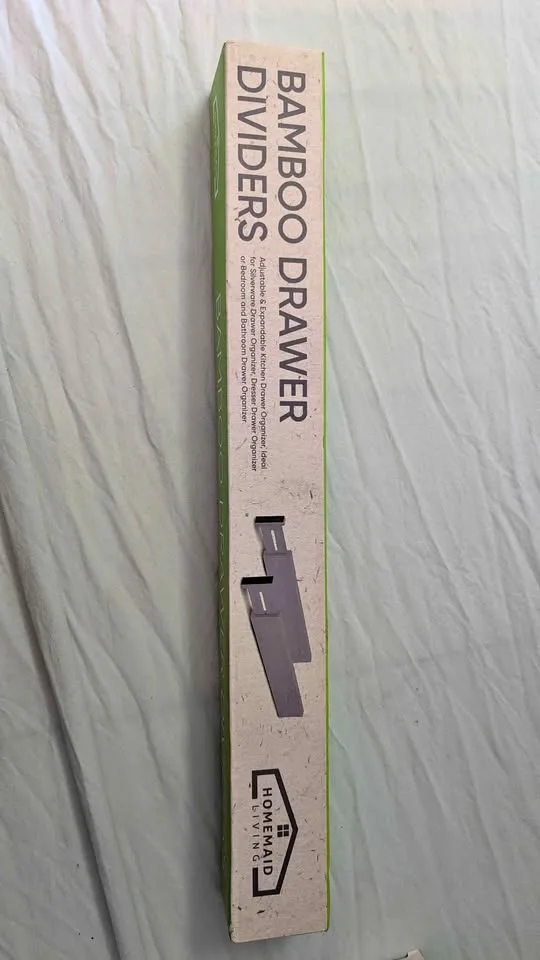 BAMBOO DRAWER
DIVIDERS
Adjustable & Expandable Kitchen Drawer Organizer, Ideal
for Silverware Drawer Organizer, Dresser Drawer Organizer
or Bedroom and Bathroom Drawer Organizer
HOMEMAID
LIVING